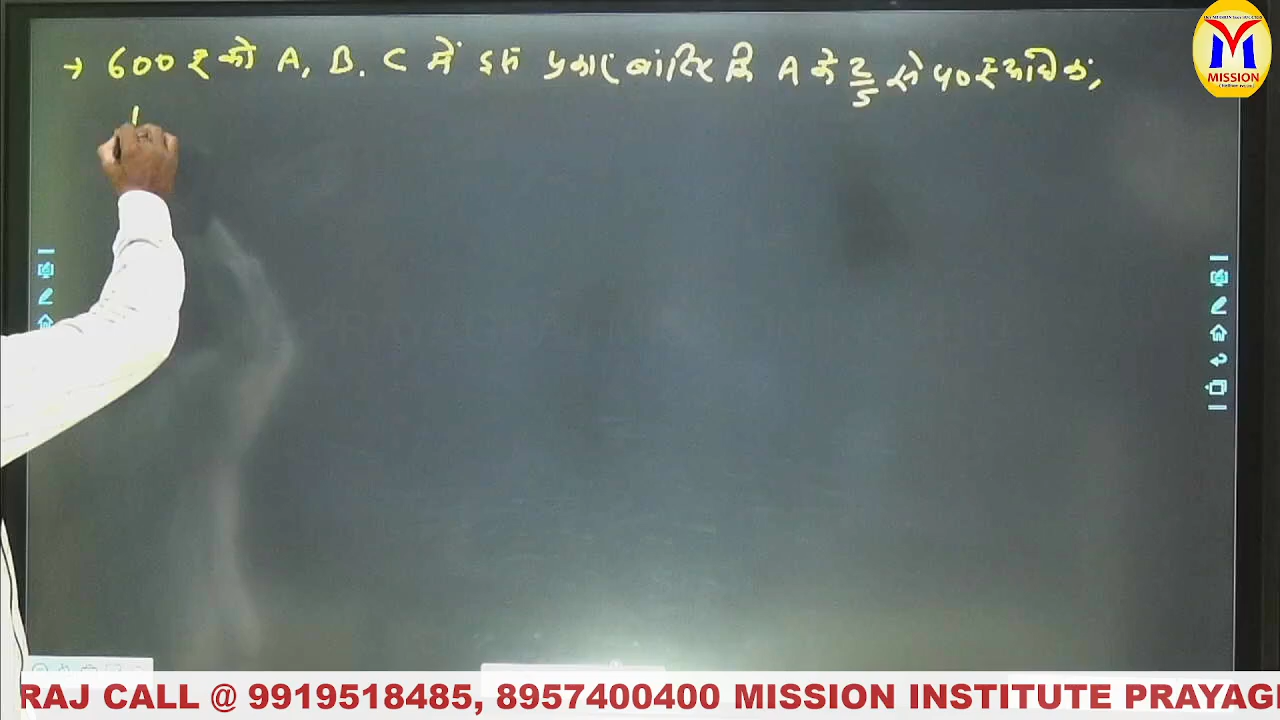 → 600 ₹ को A, B, C में इस प्रकार बांटिए कि A के 2/5 से 40 ₹ अधिक,
MISSION
RAJ CALL @ 9919518485, 8957400400 MISSION INSTITUTE PRAYAG